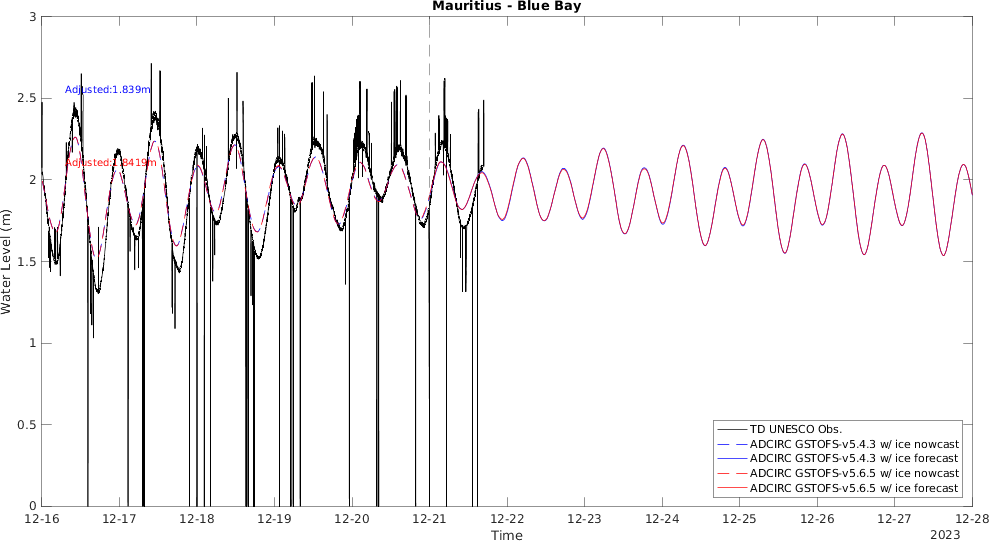 Mauritius - Blue Bay
3
2.5
2
1.5
1
0.5
0
Water Level (m)
Adjusted:1.839m
Adjusted:1.8419m
TD UNESCO Obs.
ADCIRC GSTOFS-v5.4.3 w/ ice nowcast
ADCIRC GSTOFS-v5.4.3 w/ ice forecast
ADCIRC GSTOFS-v5.6.5 w/ ice nowcast
ADCIRC GSTOFS-v5.6.5 w/ ice forecast
12-16 12-17 12-18 12-19 12-20 12-21 12-22 12-23 12-24 12-25 12-26 12-27 12-28
Time
2023